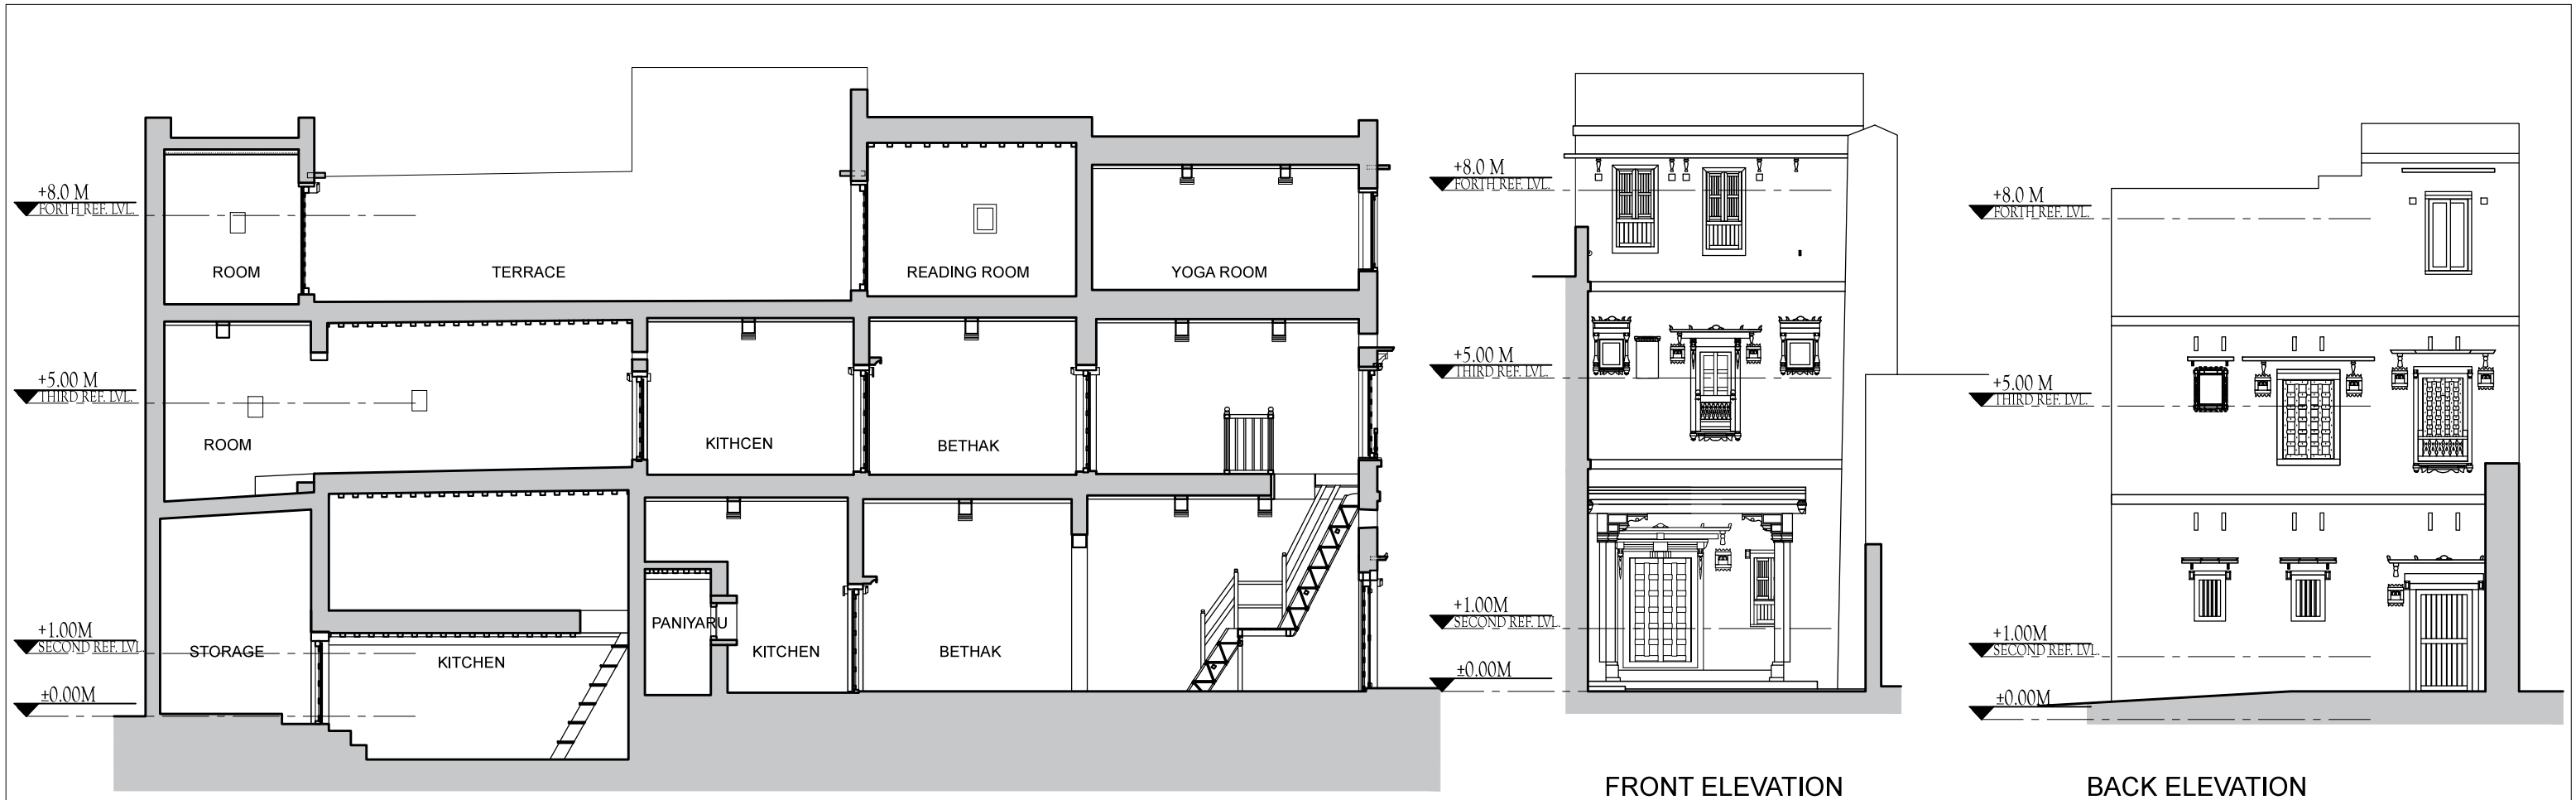 +8.0 M
FORTH REF. LVL.
ROOM
TERRACE
READING ROOM
YOGA ROOM
+5.00 M
THIRD REF. LVL.
ROOM
KITHCEN
BETHAK
+1.00M
SECOND REF. LVL.
STORAGE
KITCHEN
PANIYARU
KITCHEN
BETHAK
±0.00M
+8.0 M
FORTH REF. LVL.
+5.00 M
THIRD REF. LVL.
+1.00M
SECOND REF. LVL.
±0.00M
FRONT ELEVATION
+8.0 M
FORTH REF. LVL.
+5.00 M
THIRD REF. LVL.
+1.00M
SECOND REF. LVL.
±0.00M
BACK ELEVATION